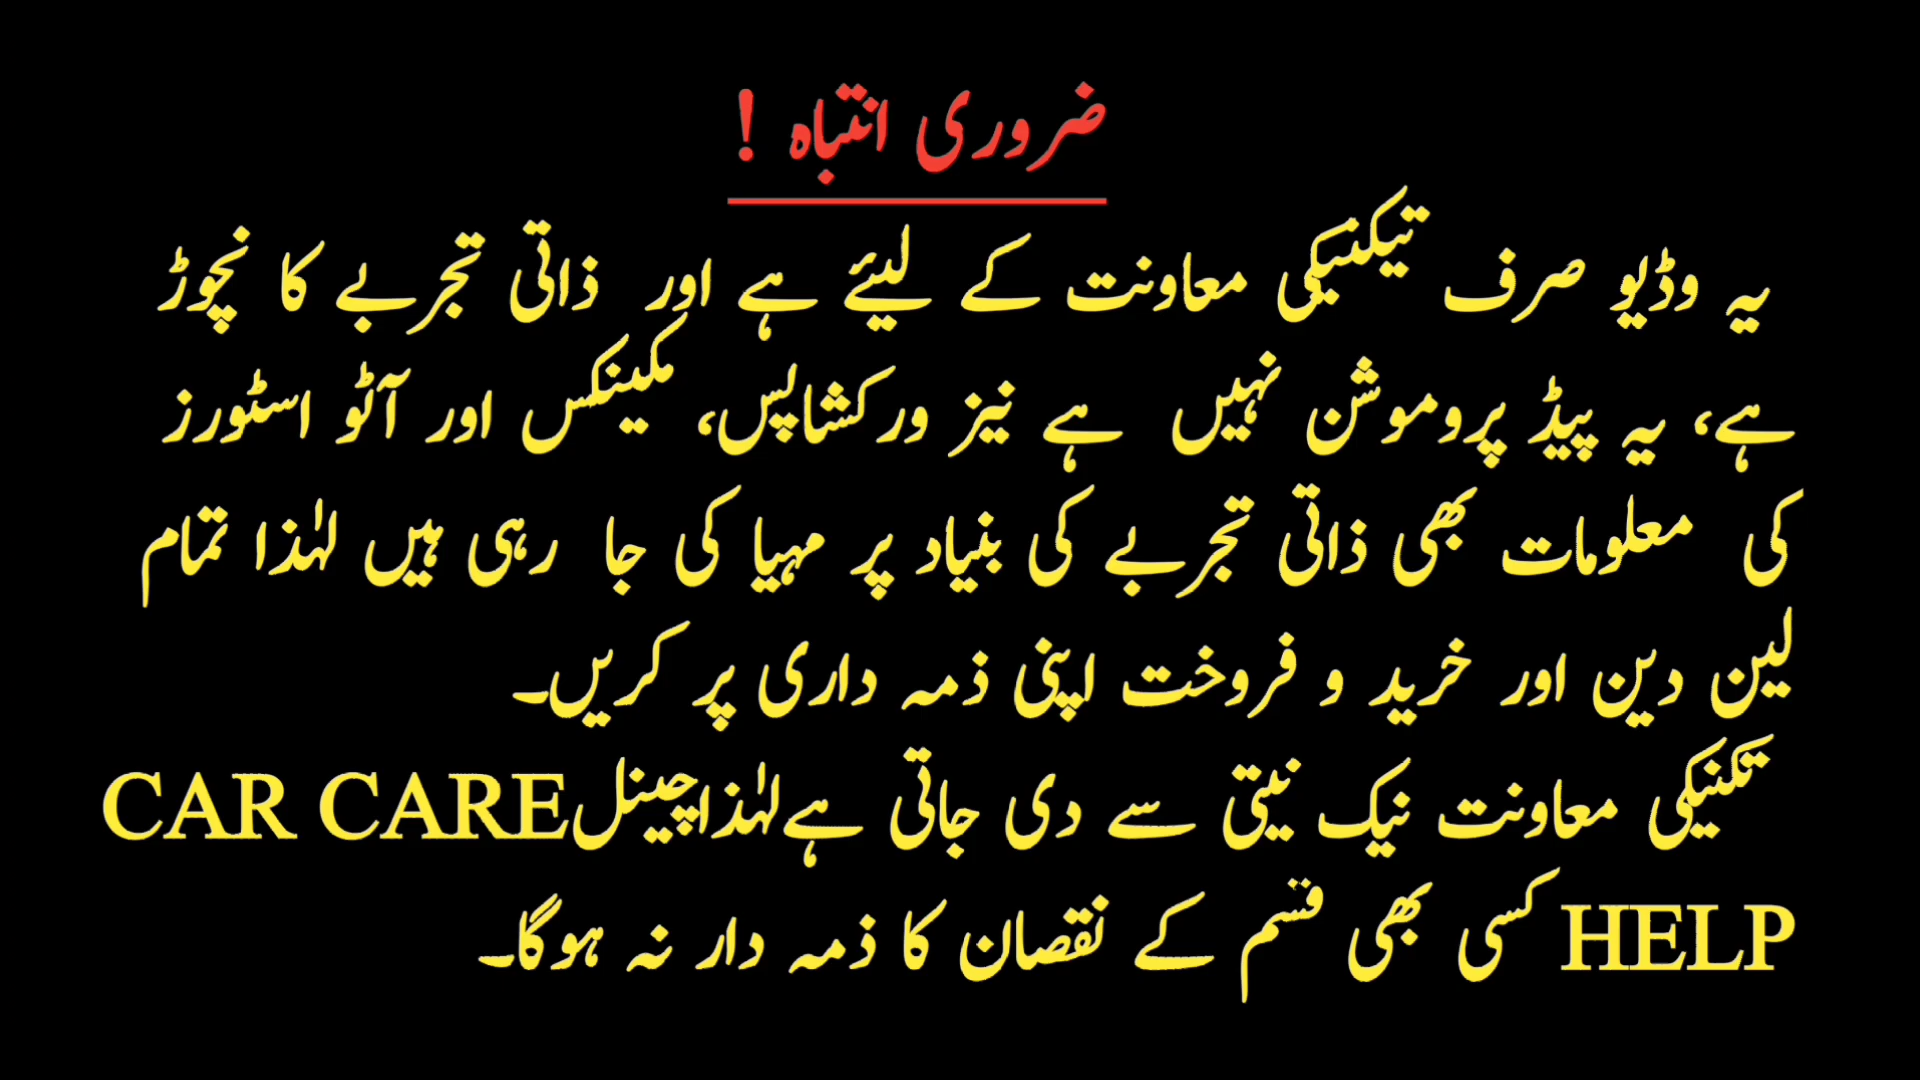 ضروری انتباہ !
یہ وڈیو صرف تیکنیکی معاونت کے لیئے ہے اور ذاتی تجربے کا نچوڑ
ہے، یہ پیڈ پروموشن نہیں ہے نیز ورکشاپس، مکینکس اور آٹو اسٹورز
کی معلومات بھی ذاتی تجربے کی بنیاد پر مہیا کی جا رہی ہیں لہٰذا تمام
لین دین اور خرید و فروخت اپنی ذمہ داری پر کریں۔
تکنیکی معاونت نیک نیتی سے دی جاتی ہے لہٰذا چینل CAR CARE
HELP کسی بھی قسم کے نقصان کا ذمہ دار نہ ہوگا۔